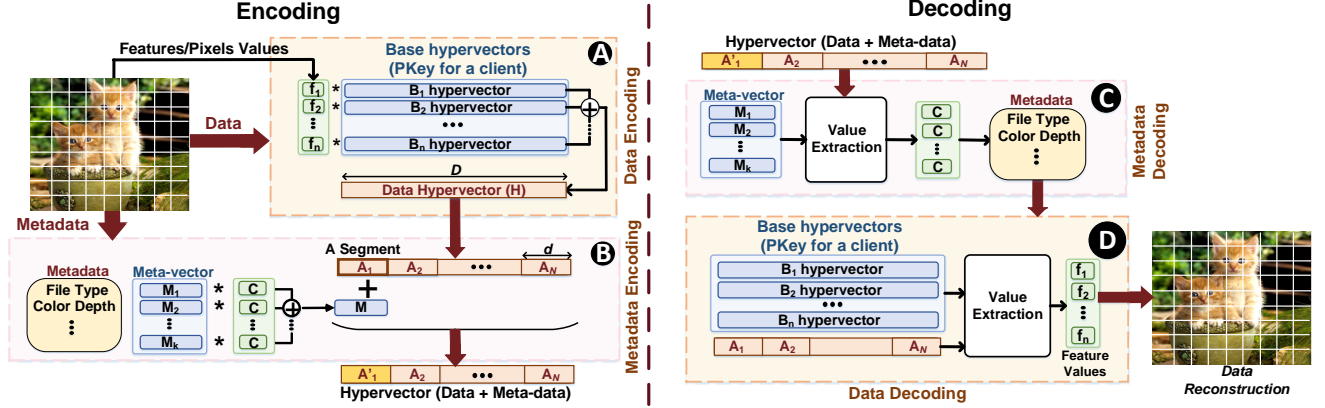 Encoding
Features/Pixels Values
Data
Metadata
Base hypervectors
(PKey for a client)
A
f1 * B1 hypervector
f2 * B2 hypervector
fn * Bn hypervector
+
D
Data Hypervector (H)
Data Encoding
A Segment
d
B
A1 A2 ••• AN
+
M
Metadata
File Type
Color Depth
Meta-vector
M1 * C
M2 * C
Mk * C
+
Metadata Encoding
A'1 A2 ••• AN
Hypervector (Data + Meta-data)
Decoding
Hypervector (Data + Meta-data)
A'1 A2 ••• AN
C
Meta-vector
M1
M2
Mk
Value
Extraction
C
C
C
Metadata
File Type
Color Depth
Metadata
Decoding
Base hypervectors
(PKey for a client)
D
B1 hypervector
B2 hypervector
•••
Bn hypervector
A1 A2 ••• AN
Value
Extraction
f1
f2
fn
Feature
Values
Data Decoding
Data
Reconstruction